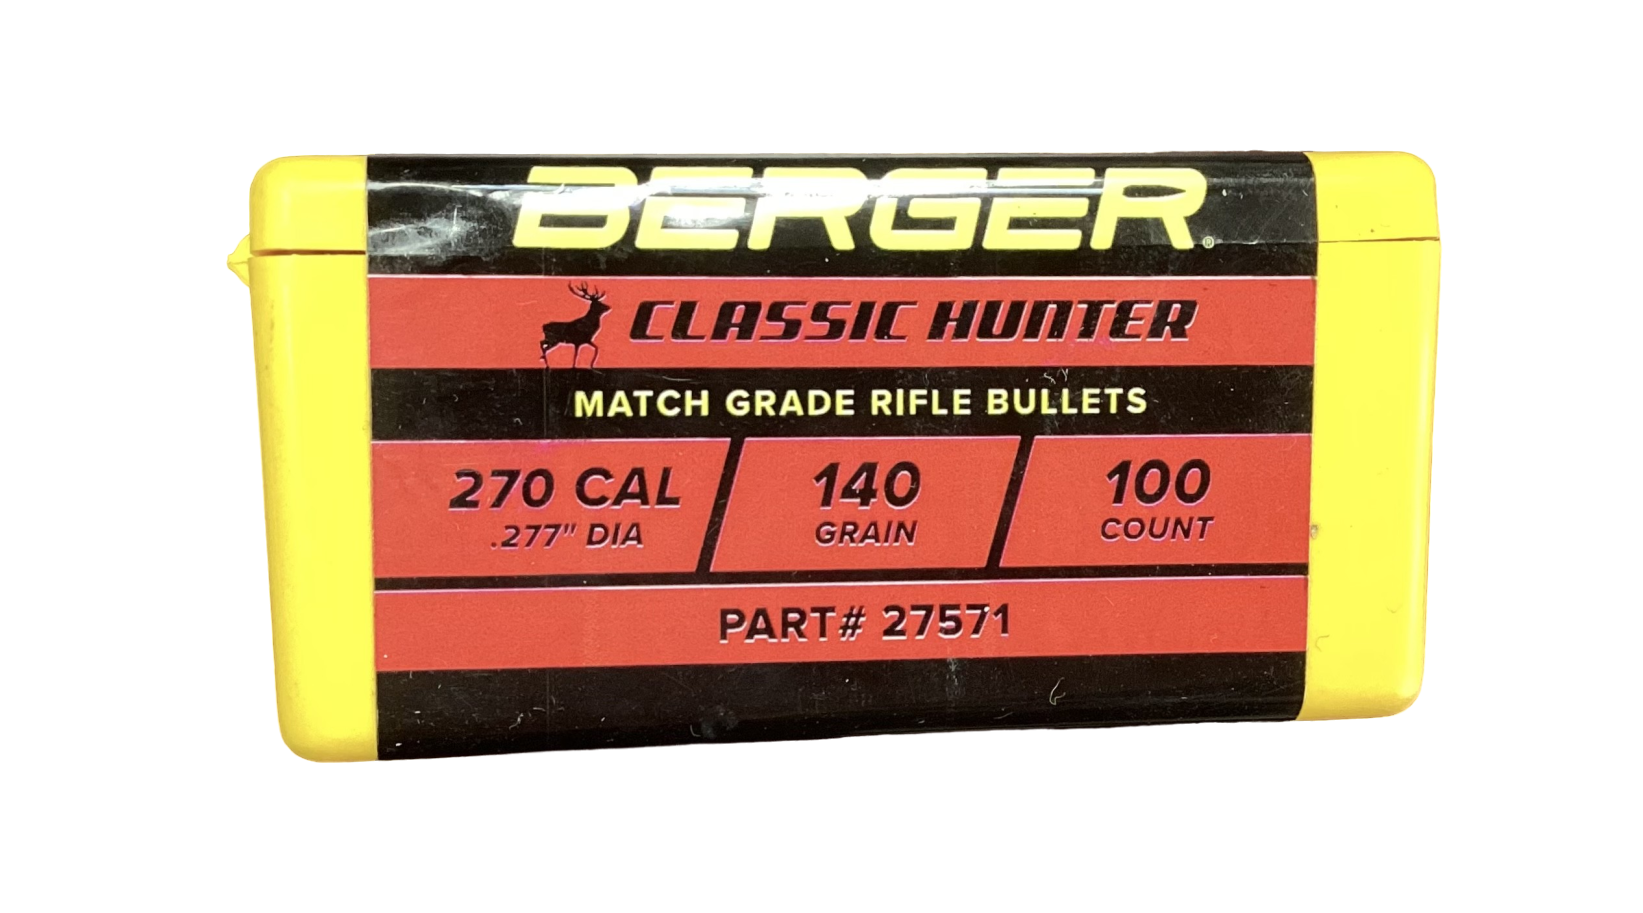 BERGER®
CLASSIC HUNTER
MATCH GRADE RIFLE BULLETS
270 CAL
.277" DIA
140
GRAIN
100
COUNT
PART# 27571